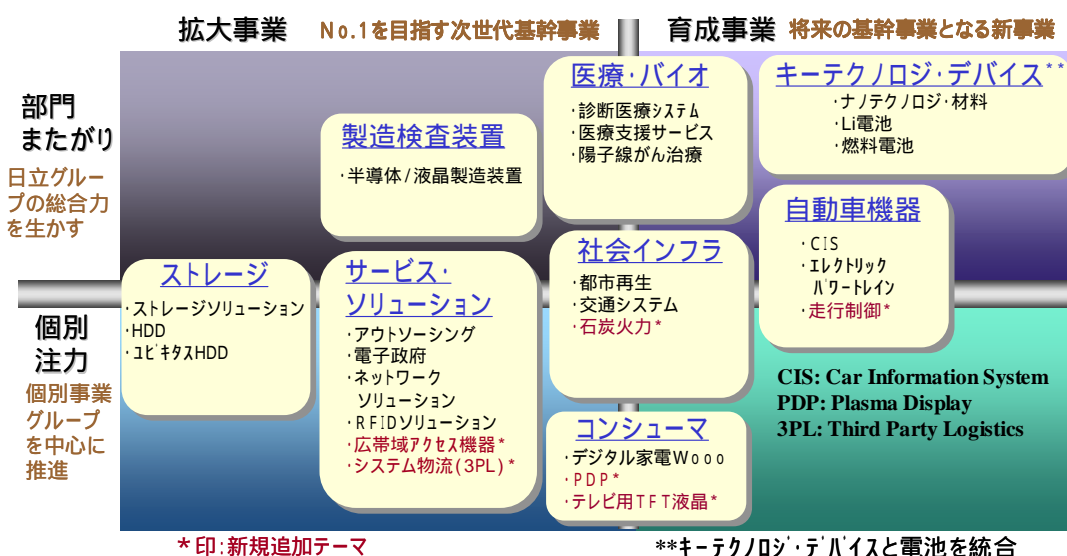 拡大事業 No.1を目指す次世代基幹事業
育成事業 将来の基幹事業となる新事業
部門
またがり
日立グルー
プの総合力
を生かす
個別
注力
個別事業
グループ
を中心に
推進
製造検査装置
・半導体/液晶製造装置
医療・バイオ
・診断医療システム
・医療支援サービス
・陽子線がん治療
キーテクノロジ・デバイス**
・ナノテクノロジ・材料
・Li電池
・燃料電池
自動車機器
・CIS
・エレクトリック
パワートレイン
・走行制御*
ストレージ
・ストレージソリューション
・HDD
・ユビキタスHDD
サービス・
ソリューション
・アウトソーシング
・電子政府
・ネットワーク
ソリューション
・RFIDソリューション
・広帯域アクセス機器*
・システム物流(3PL)*
社会インフラ
・都市再生
・交通システム
・石炭火力*
コンシューマ
・デジタル家電Wooo
・PDP*
・テレビ用TFT液晶*
CIS: Car Information System
PDP: Plasma Display
3PL: Third Party Logistics
*印:新規追加テーマ
**キーテクノロジ・デバイスと電池を統合